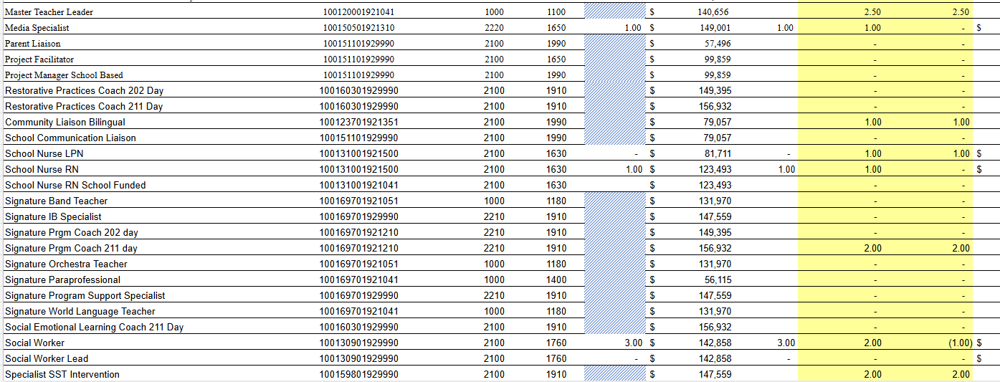 Master Teacher Leader 100120001921041 1000 1100 $ 140,656 2.50 2.50
Media Specialist 100150501921310 2220 1650 1.00 $ 149,001 1.00 1.00 - $
Parent Liaison 100151101929990 2100 1990 $ 57,496 - -
Project Facilitator 100151101929990 2100 1650 $ 99,859 - -
Project Manager School Based 100151101929990 2100 1990 $ 99,859 - -
Restorative Practices Coach 202 Day 100160301929990 2100 1910 $ 149,395 - -
Restorative Practices Coach 211 Day 100160301929990 2100 1910 $ 156,932 - -
Community Liaison Bilingual 100123701921351 2100 1990 $ 79,057 1.00 1.00
School Communication Liaison 100151101929990 2100 1990 $ 79,057 - -
School Nurse LPN 100131001921500 2100 1630 - $ 81,711 - 1.00 1.00 $
School Nurse RN 100131001921500 2100 1630 1.00 $ 123,493 1.00 1.00 - $
School Nurse RN School Funded 100131001921041 2100 1630 $ 123,493 - -
Signature Band Teacher 100169701921051 1000 1180 $ 131,970 - -
Signature IB Specialist 100169701929990 2210 1910 $ 147,559 - -
Signature Prgm Coach 202 day 100169701921210 2210 1910 $ 149,395 - -
Signature Prgm Coach 211 day 100169701921210 2210 1910 $ 156,932 2.00 2.00
Signature Orchestra Teacher 100169701921051 1000 1180 $ 131,970 - -
Signature Paraprofessional 100169701921041 1000 1400 $ 56,115 - -
Signature Program Support Specialist 100169701929990 2210 1910 $ 147,559 - -
Signature World Language Teacher 100169701921041 1000 1180 $ 131,970 - -
Social Emotional Learning Coach 211 Day 100160301929990 2100 1910 $ 156,932 - -
Social Worker 100130901929990 2100 1760 3.00 $ 142,858 3.00 2.00 (1.00) $
Social Worker Lead 100130901929990 2100 1760 - $ 142,858 - - - $
Specialist SST Intervention 100159801929990 2100 1910 $ 147,559 2.00 2.00